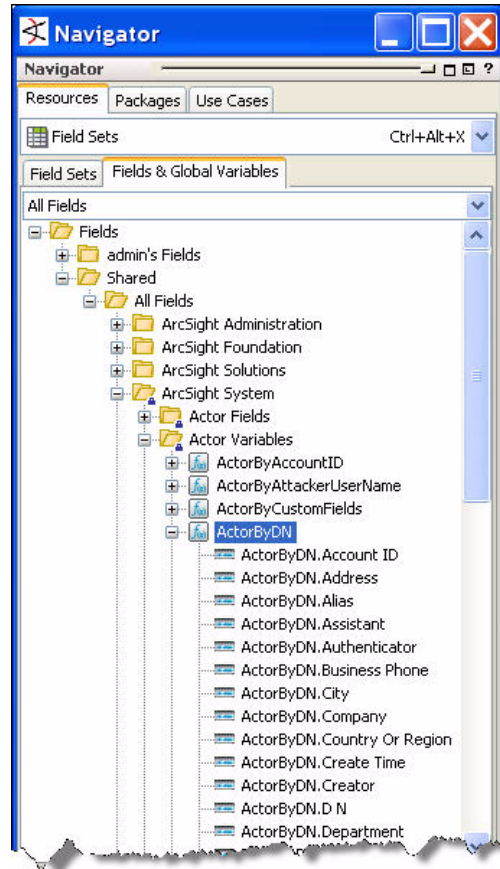 Navigator
Navigator ?
Resources Packages Use Cases
Field Sets Ctrl+Alt+X
Field Sets Fields & Global Variables
All Fields
Fields
admin's Fields
Shared
All Fields
ArcSight Administration
ArcSight Foundation
ArcSight Solutions
ArcSight System
Actor Fields
Actor Variables
ActorByAccountID
ActorByAttackerUserName
ActorByCustomFields
ActorByDN
ActorByDN.Account ID
ActorByDN.Address
ActorByDN.Alias
ActorByDN.Assistant
ActorByDN.Authenticator
ActorByDN.Business Phone
ActorByDN.City
ActorByDN.Company
ActorByDN.Country Or Region
ActorByDN.Create Time
ActorByDN.Creator
ActorByDN.D N
ActorByDN.Department